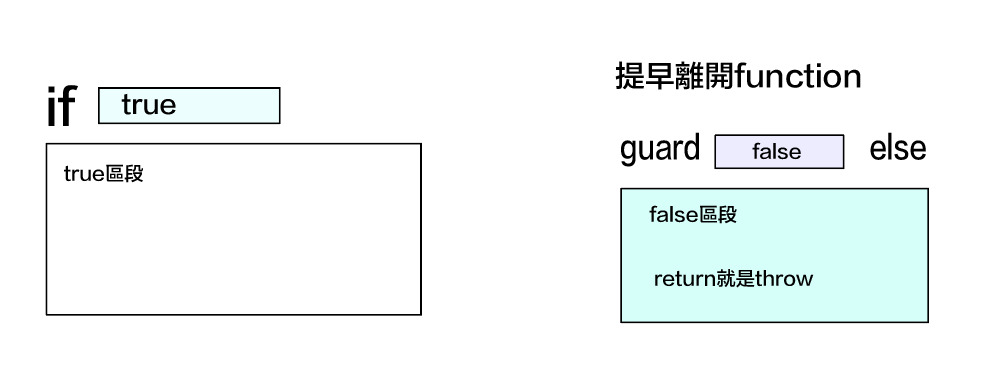 if true
true區段
提早離開function
guard false else
false區段
return就是throw